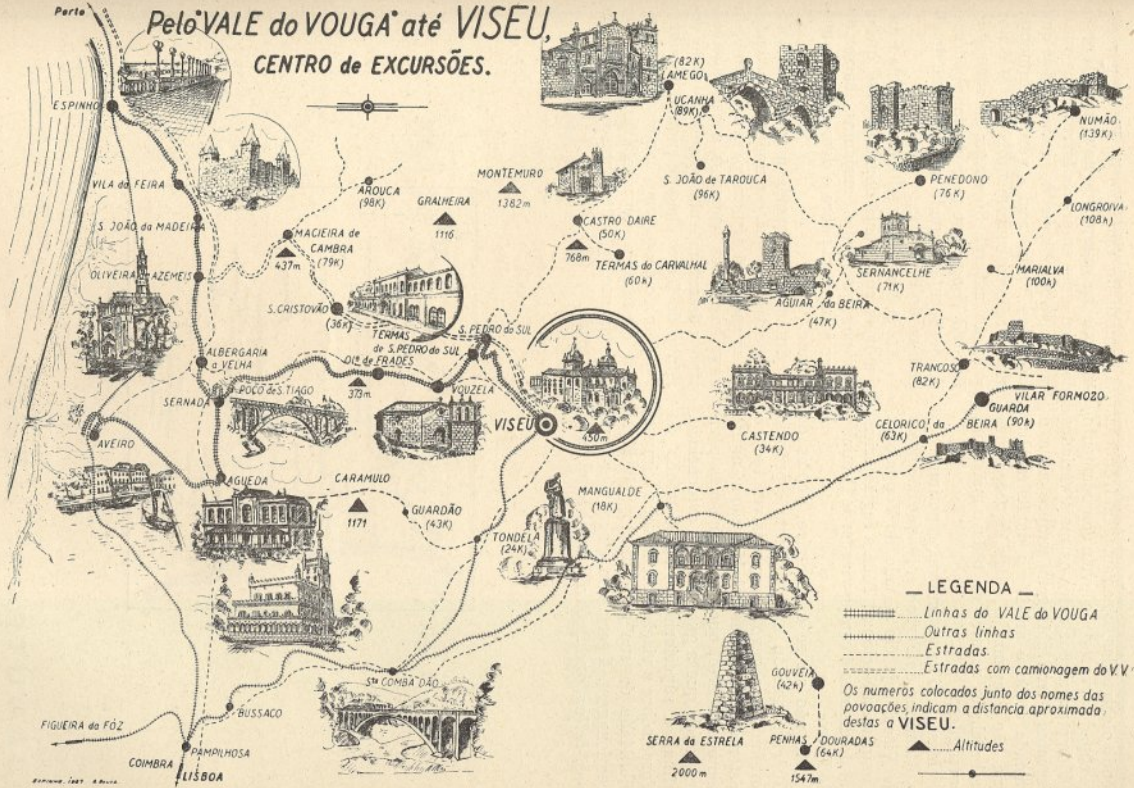 Porto
Pelo "VALE do VOUGA" até VISEU,
CENTRO de EXCURSÕES.
ESPINHO
VILA da FEIRA
S. JOÃO da MADEIRA
OLIVEIRA AZEMEIS
ALBERGARIA
a VELHA
SERNADA
POÇO de S. TIAGO
AVEIRO
AGUEDA
AROUCA
(98K)
MACIEIRA de
CAMBRA
(79K)
437m
GRALHEIRA
1116
MONTEMURO
1382m
S. CRISTOVÃO
(36K)
TERMAS
de S. PEDRO do SUL
S. PEDRO do SUL
Olª de FRADES
373m
VOUZELA
VISEU
450m
(82K)
LAMEGO
UCANHA
(89K)
S. JOÃO de TAROUCA
(96K)
CASTRO DAIRE
(50K)
768m
TERMAS do CARVALHAL
(60k)
PENEDONO
(76K)
NUMÃO
(139K)
LONGROIVA
(108k)
MARIALVA
(100k)
SERNANCELHE
(71K)
AGUIAR da BEIRA
(47K)
TRANCOSO
(82K)
VILAR FORMOZO
GUARDA
(90k)
CELORICO da
BEIRA
(63K)
CASTENDO
(34K)
MANGUALDE
(18K)
CARAMULO
1171
GUARDÃO
(43K)
TONDELA
(24K)
Stª COMBA DÃO
BUSSACO
FIGUEIRA da FÓZ
PAMPILHOSA
COIMBRA
LISBOA
GOUVEIA
(42k)
SERRA da ESTRELA
2000 m
PENHAS DOURADAS
(64K)
1547m
LEGENDA
Linhas do VALE do VOUGA
Outras linhas
Estradas
Estradas com camionagem do V.V.
Os numeros colocados junto dos nomes das
povoações, indicam a distancia aproximada
destas a VISEU.
Altitudes